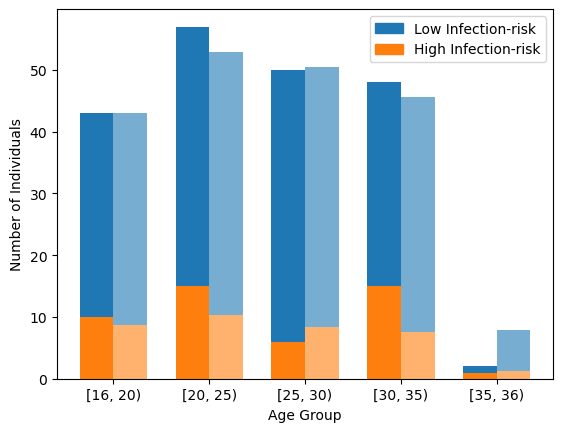 Low Infection-risk
High Infection-risk
Number of Individuals
50
40
30
20
10
0
[16, 20)
[20, 25)
[25, 30)
[30, 35)
[35, 36)
Age Group